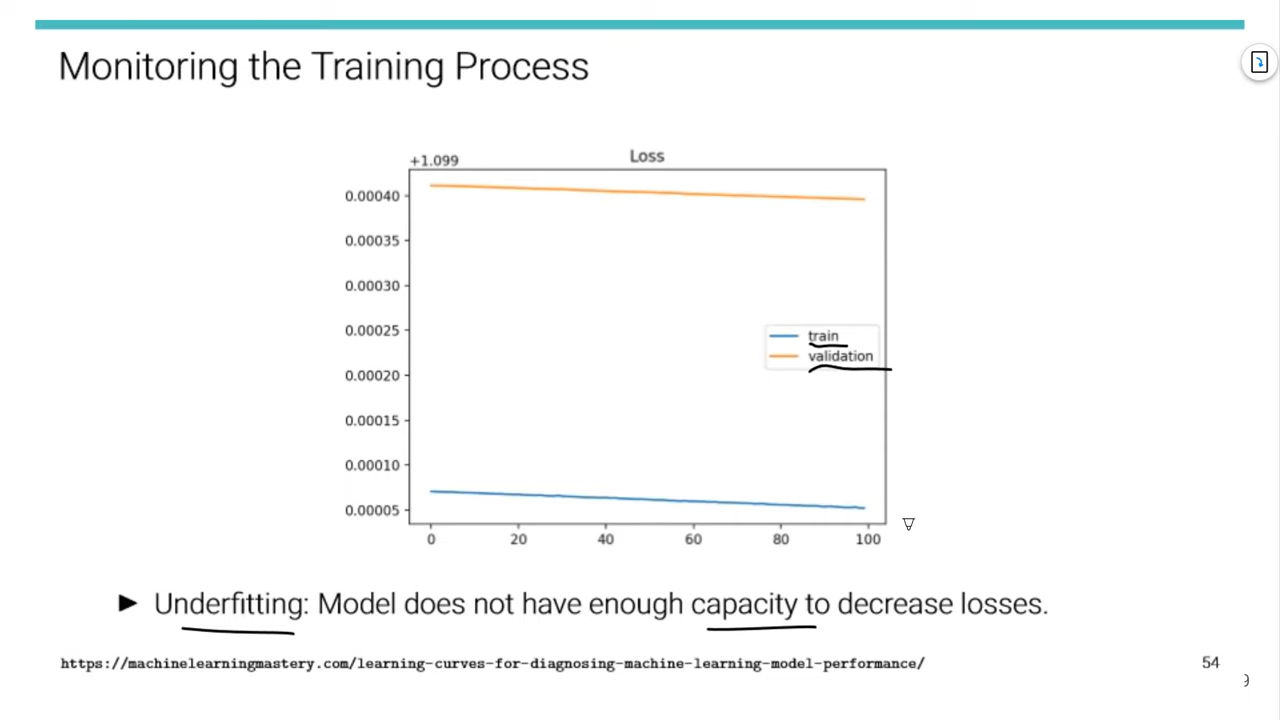 Monitoring the Training Process
+1.099
Loss
0.00040
0.00035
0.00030
0.00025
0.00020
0.00015
0.00010
0.00005
train
validation
0 20 40 60 80 100
► Underfitting: Model does not have enough capacity to decrease losses.
https://machinelearningmastery.com/learning-curves-for-diagnosing-machine-learning-model-performance/
54
9